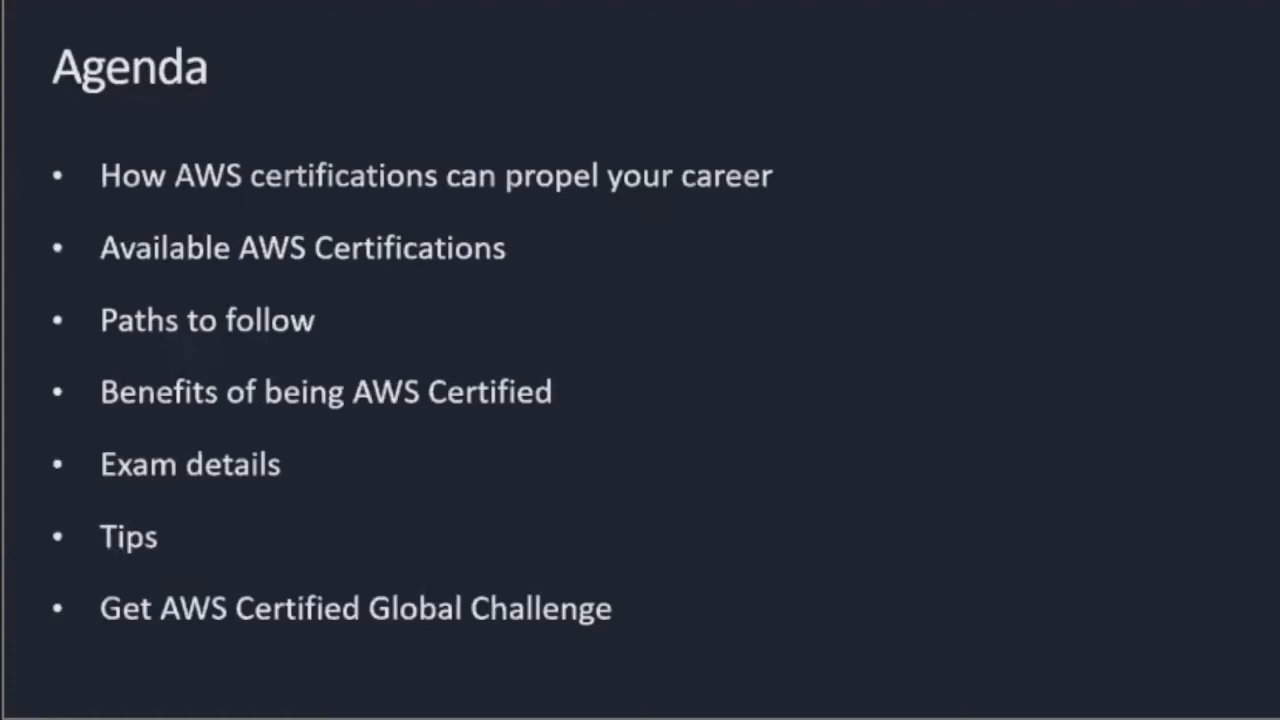 Agenda
• How AWS certifications can propel your career
• Available AWS Certifications
• Paths to follow
• Benefits of being AWS Certified
• Exam details
• Tips
• Get AWS Certified Global Challenge